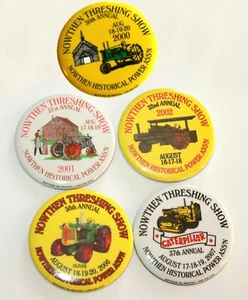 NOWTHEN THRESHING SHOW
30th ANNUAL
AUG
18-19-20
2000
NOWTHEN HISTORICAL POWER ASS'N
NOWTHEN THRESHING SHOW
31st ANNUAL
AUG
17-18-19
2001
NOWTHEN HISTORICAL POWER ASS'N
NOWTHEN THRESHING SHOW
2002
32nd ANNUAL
AUGUST
16-17-18
NOWTHEN HISTORICAL POWER ASS'N
NOWTHEN THRESHING SHOW
36th ANNUAL
OLIVER
AUGUST
18-19-20, 2006
NOWTHEN HISTORICAL POWER ASS'N
NOWTHEN THRESHING SHOW
CATERPILLAR
AUGUST 17-18-19, 2007
37th ANNUAL
NOWTHEN HISTORICAL POWER ASS'N